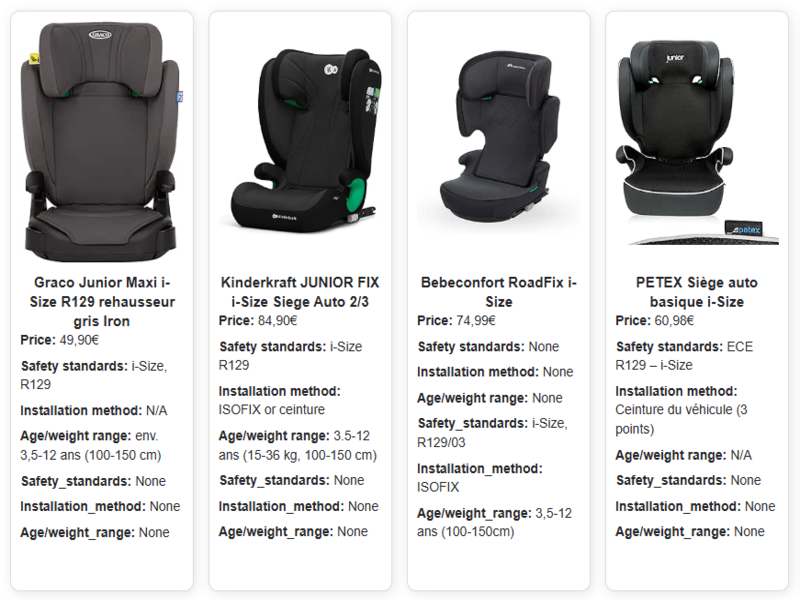 GRACO
junior
petex
Graco Junior Maxi i-
Size R129 rehausseur
gris Iron
Price: 49,90€
Safety standards: i-Size,
R129
Installation method: N/A
Age/weight range: env.
3,5-12 ans (100-150 cm)
Safety_standards: None
Installation_method: None
Age/weight_range: None
Kinderkraft JUNIOR FIX
i-Size Siege Auto 2/3
Price: 84,90€
Safety standards: i-Size
R129
Installation method:
ISOFIX or ceinture
Age/weight range: 3.5-12
ans (15-36 kg, 100-150 cm)
Safety_standards: None
Installation_method: None
Age/weight_range: None
Bebeconfort RoadFix i-
Size
Price: 74,99€
Safety standards: None
Installation method: None
Age/weight range: None
Safety_standards: i-Size,
R129/03
Installation_method:
ISOFIX
Age/weight_range: 3,5-12
ans (100-150cm)
PETEX Siège auto
basique i-Size
Price: 60,98€
Safety standards: ECE
R129 – i-Size
Installation method:
Ceinture du véhicule (3
points)
Age/weight range: N/A
Safety_standards: None
Installation_method: None
Age/weight_range: None